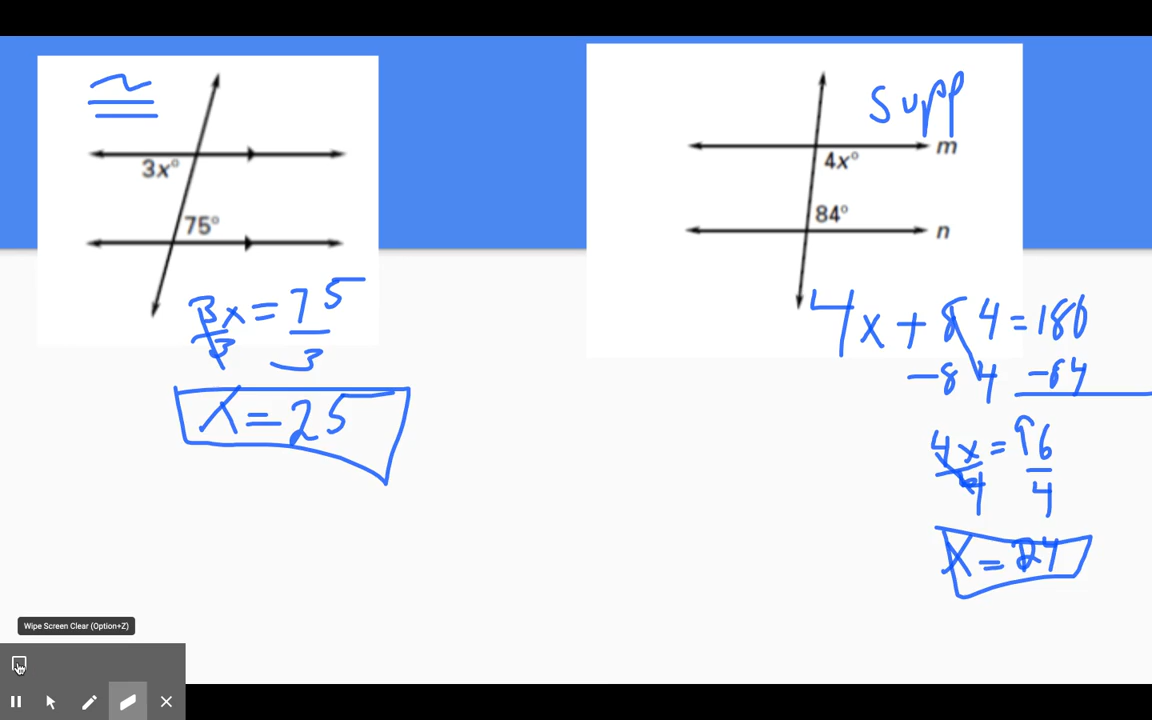 ≅
3x°
75°
3x = 75
3 3
x = 25
Supp
4x° m
84° n
4x + 84 = 180
-84 -84
4x = 96
4 4
x = 24
Wipe Screen Clear (Option+Z)